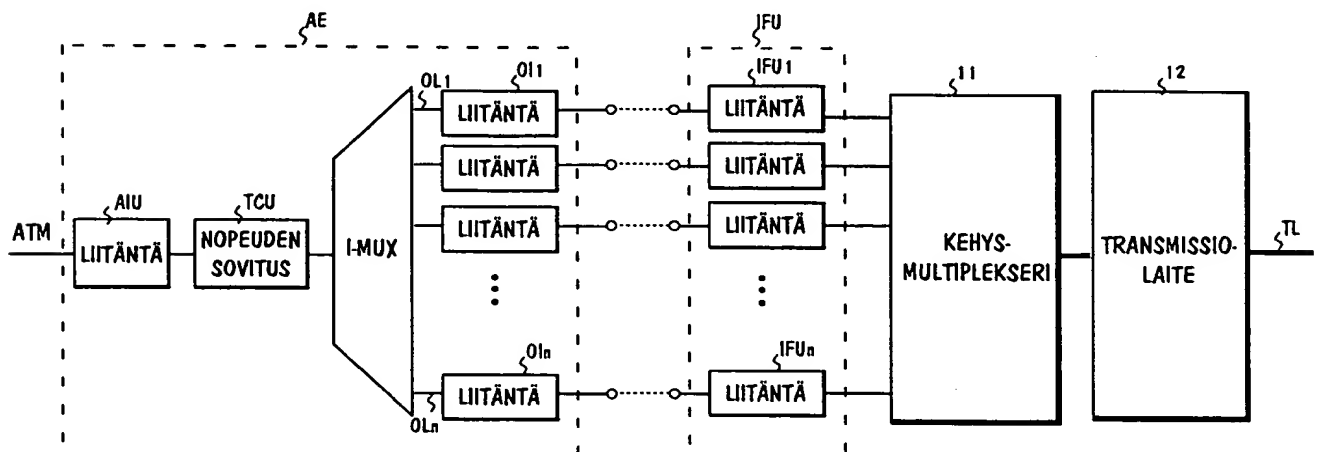 AE
IFU
OL1
OI1
IFU1
11
12
LIITÄNTÄ
LIITÄNTÄ
LIITÄNTÄ
LIITÄNTÄ
LIITÄNTÄ
LIITÄNTÄ
ATM
AIU
LIITÄNTÄ
TCU
NOPEUDEN
SOVITUS
I-MUX
KEHYS-
MULTIPLEKSERI
TRANSMISSIO-
LAITE
TL
OIn
IFUn
LIITÄNTÄ
LIITÄNTÄ
OLn